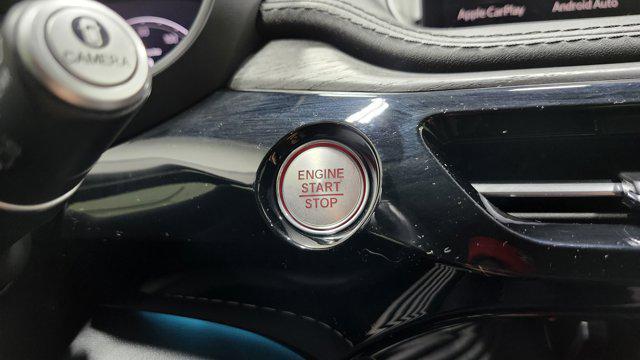 Apple CarPlay
Android Auto
CAMERA
ENGINE
START
STOP